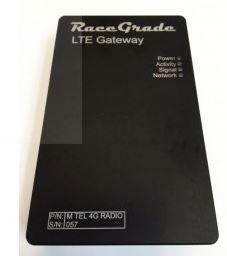 RaceGrade
LTE Gateway
Power
Activity
Signal
Network
P/N: M TEL 4G RADIO
S/N: 057